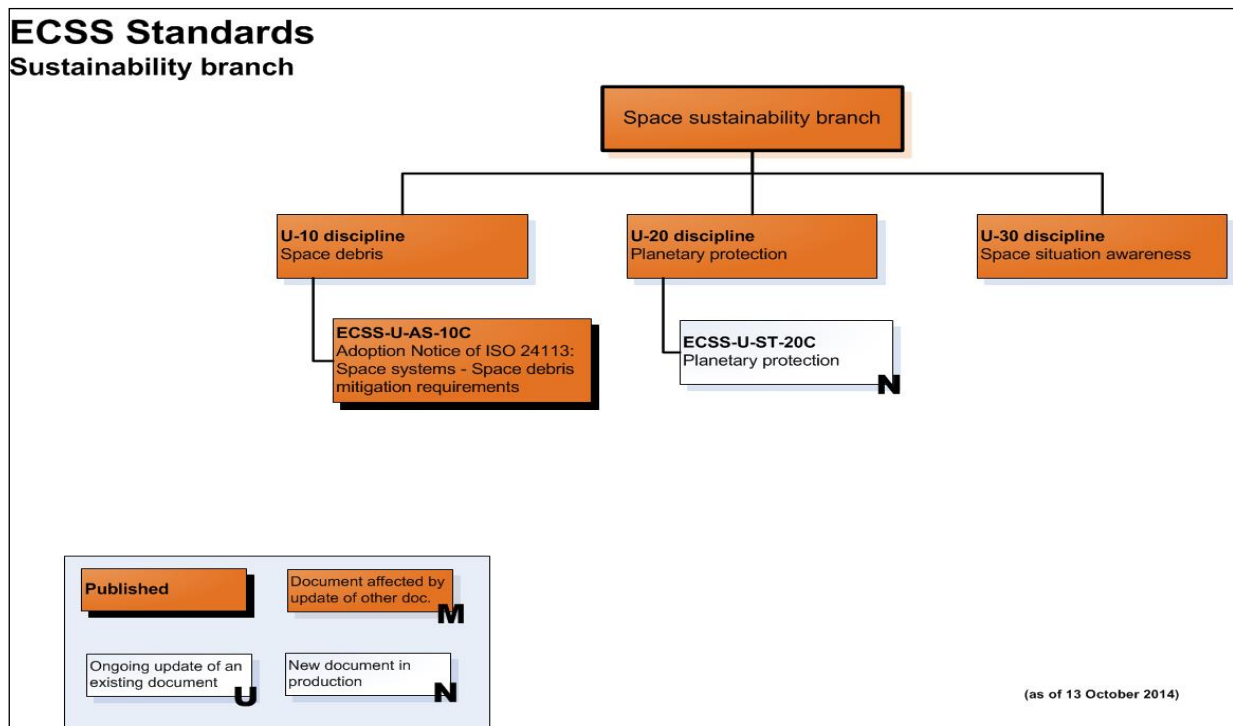 ECSS Standards
Sustainability branch
Space sustainability branch
U-10 discipline
Space debris
U-20 discipline
Planetary protection
U-30 discipline
Space situation awareness
ECSS-U-AS-10C
Adoption Notice of ISO 24113:
Space systems - Space debris
mitigation requirements
ECSS-U-ST-20C
Planetary protection
N
Published
Document affected by
update of other doc.
M
Ongoing update of an
existing document
U
New document in
production
N
(as of 13 October 2014)